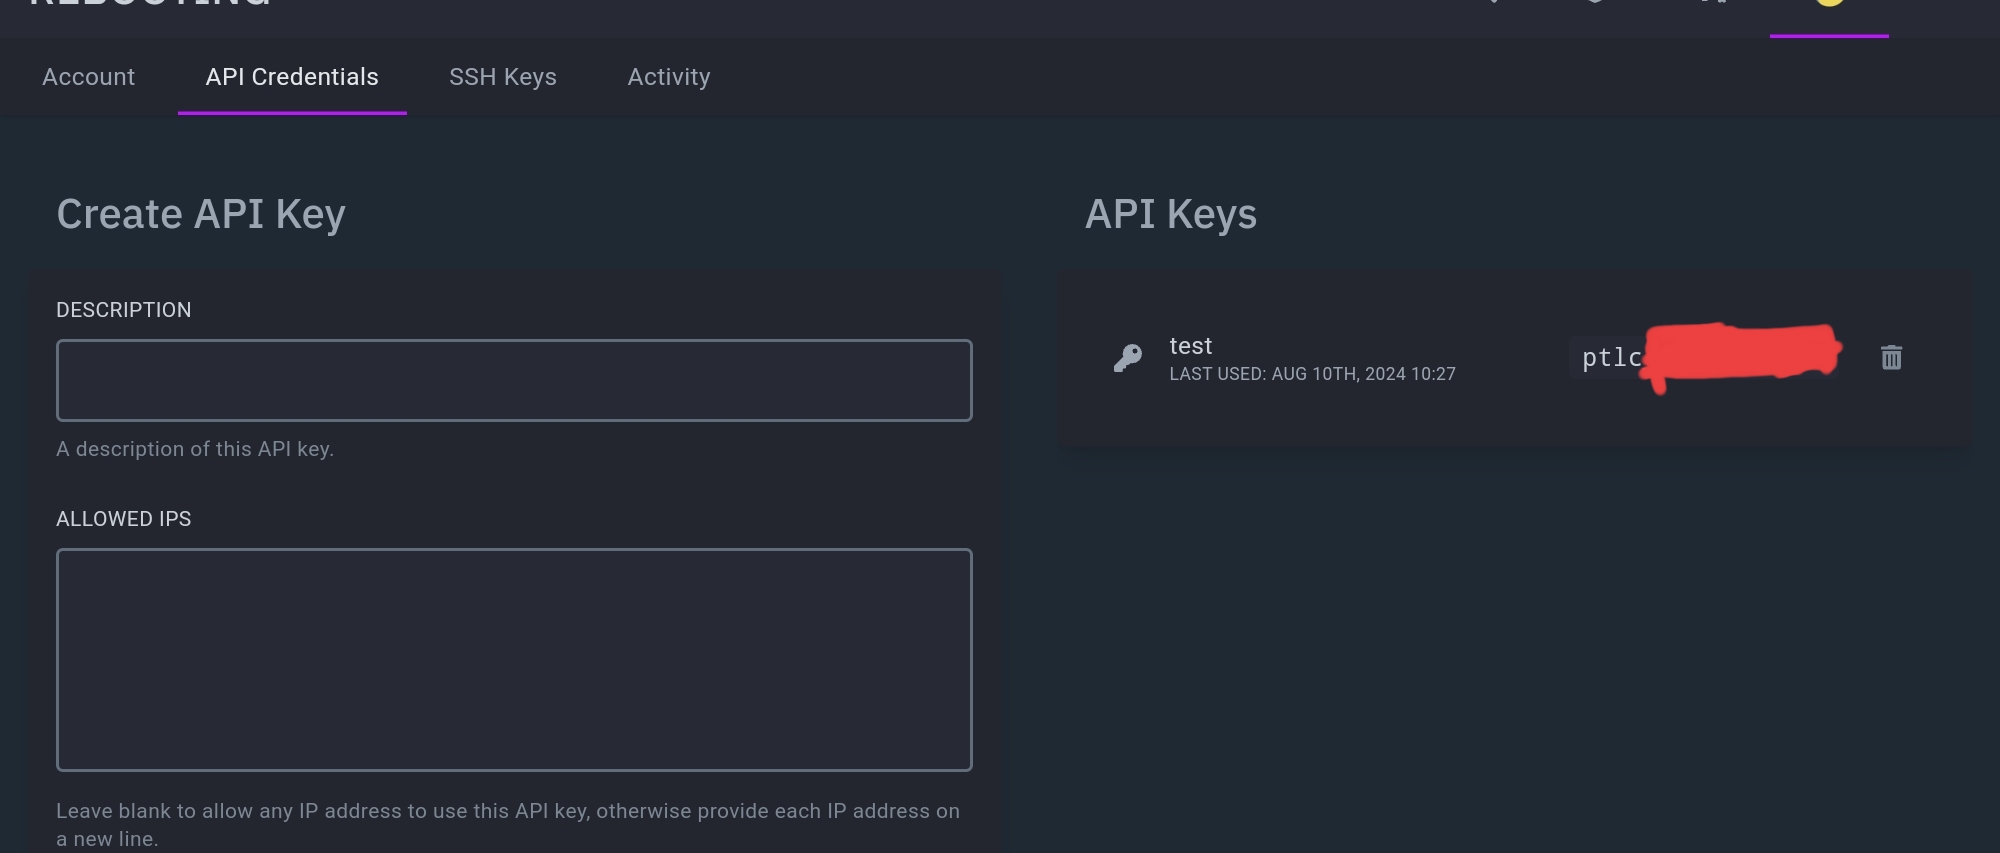 REBOOTING
Account
API Credentials
SSH Keys
Activity
Create API Key
DESCRIPTION
A description of this API key.
ALLOWED IPS
Leave blank to allow any IP address to use this API key, otherwise provide each IP address on
a new line.
API Keys
test
LAST USED: AUG 10TH, 2024 10:27
ptlc